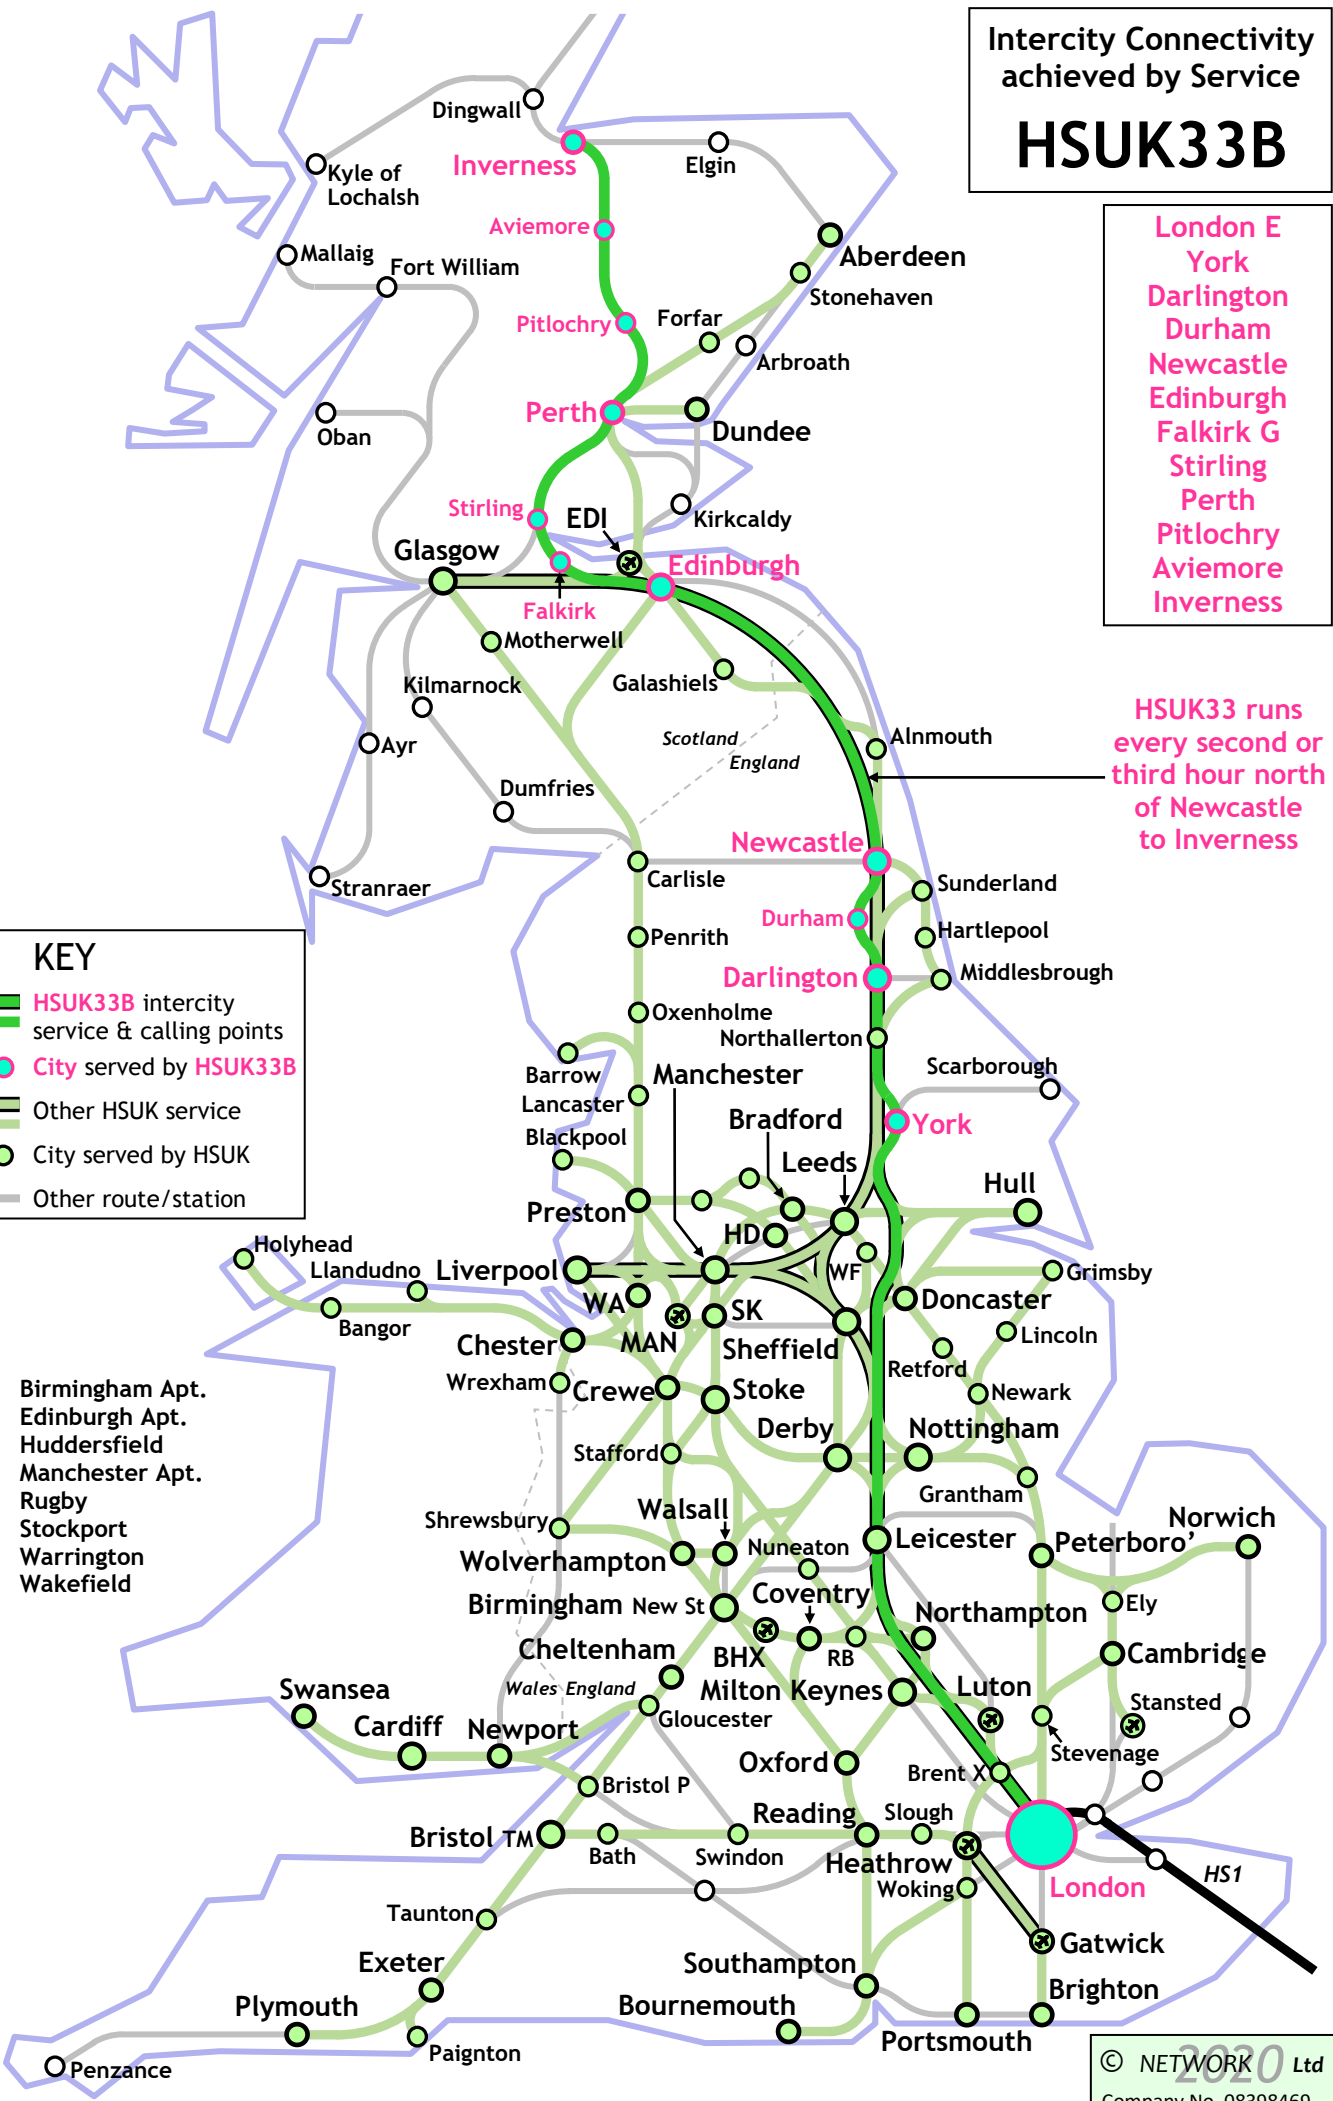 Intercity Connectivity
achieved by Service
HSUK33B
London E
York
Darlington
Durham
Newcastle
Edinburgh
Falkirk G
Stirling
Perth
Pitlochry
Aviemore
Inverness
Dingwall
Inverness
Elgin
Kyle of
Lochalsh
Aviemore
Aberdeen
Mallaig
Fort William
Stonehaven
Pitlochry
Forfar
Arbroath
Perth
Oban
Dundee
Stirling
EDI
Kirkcaldy
Glasgow
Edinburgh
Falkirk
Motherwell
Kilmarnock
Galashiels
Ayr
Scotland
England
Alnmouth
HSUK33 runs
every second or
third hour north
of Newcastle
to Inverness
Dumfries
Newcastle
Stranraer
Carlisle
Sunderland
Durham
Hartlepool
Penrith
Darlington
Middlesbrough
KEY
HSUK33B intercity
service & calling points
City served by HSUK33B
Other HSUK service
City served by HSUK
Other route/station
Oxenholme
Northallerton
Barrow
Manchester
Scarborough
Lancaster
Bradford
York
Blackpool
Leeds
Hull
Preston
HD
Holyhead
Llandudno
Liverpool
WF
Grimsby
WA
Doncaster
Bangor
MAN
SK
Lincoln
Chester
Sheffield
Retford
Wrexham
Crewe
Stoke
Newark
Birmingham Apt.
Edinburgh Apt.
Huddersfield
Manchester Apt.
Rugby
Stockport
Warrington
Wakefield
Derby
Nottingham
Stafford
Grantham
Walsall
Norwich
Shrewsbury
Nuneaton
Leicester
Peterboro’
Wolverhampton
Coventry
Birmingham New St
Northampton
Ely
Cheltenham
BHX
RB
Cambridge
Swansea
Wales England
Milton Keynes
Luton
Stansted
Cardiff
Newport
Gloucester
Stevenage
Oxford
Brent X
Bristol P
Reading
Slough
Bristol TM
Bath
Swindon
Heathrow
Woking
London
HS1
Taunton
Gatwick
Exeter
Southampton
Brighton
Plymouth
Bournemouth
Portsmouth
Paignton
Penzance
© NETWORK 2020 Ltd
Company No. 08398469